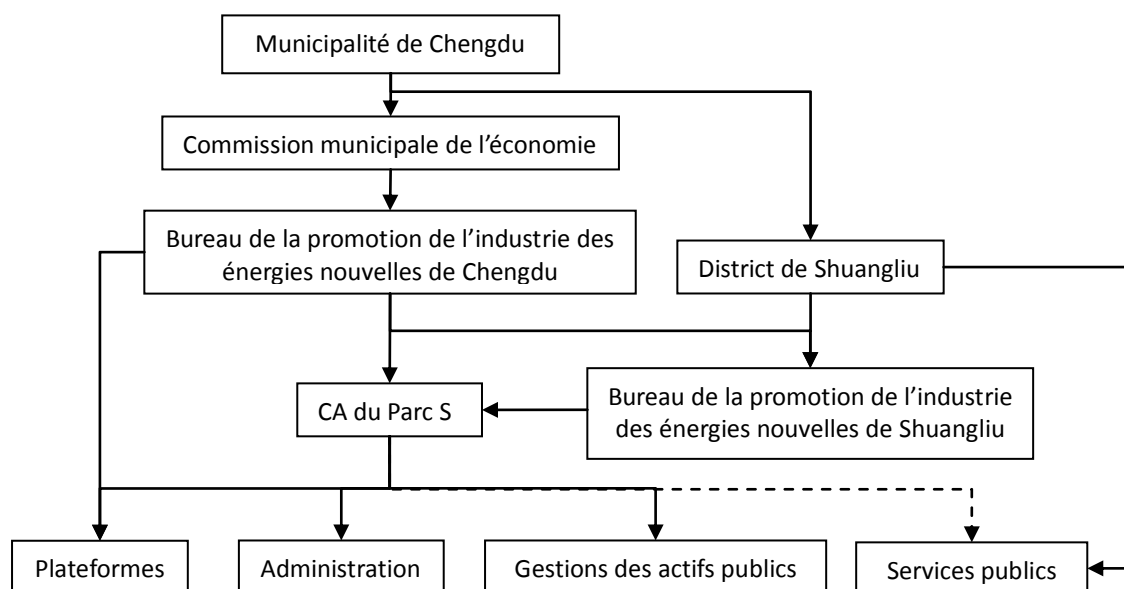 Municipalité de Chengdu
Commission municipale de l’économie
Bureau de la promotion de l’industrie des
énergies nouvelles de Chengdu
District de Shuangliu
CA du Parc S
Bureau de la promotion de l’industrie
des énergies nouvelles de Shuangliu
Plateformes
Administration
Gestions des actifs publics
Services publics